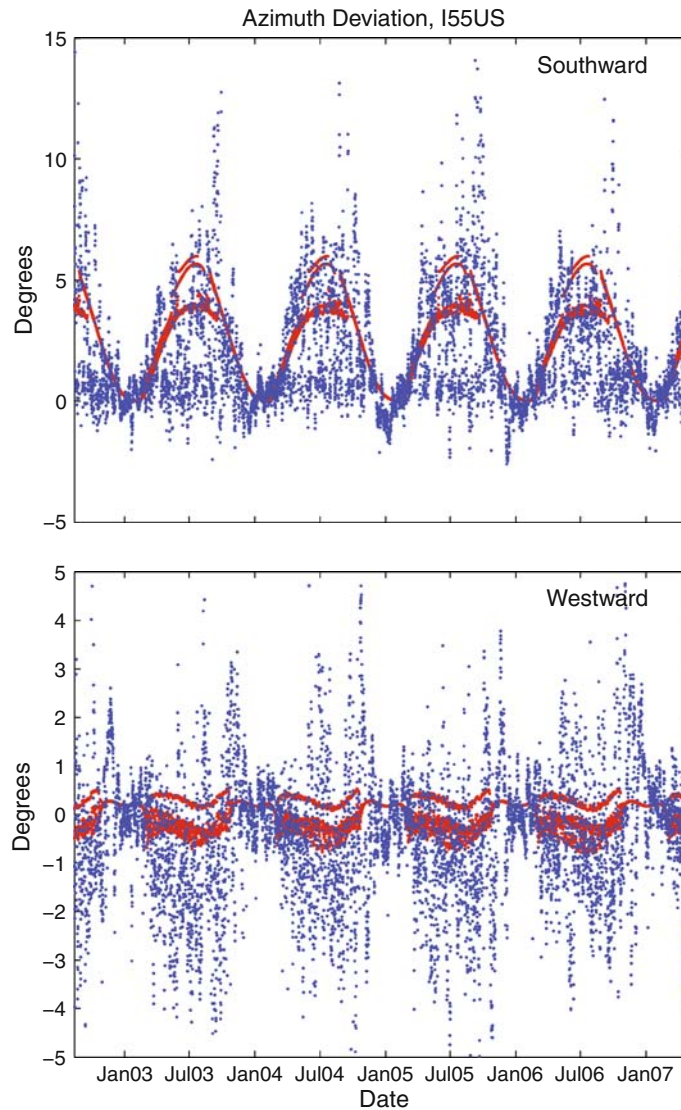 Azimuth Deviation, I55US
15
Southward
10
5
0
−5
Degrees
5
Westward
4
3
2
1
0
−1
−2
−3
−4
−5
Degrees
Jan03 Jul03 Jan04 Jul04 Jan05 Jul05 Jan06 Jul06 Jan07
Date